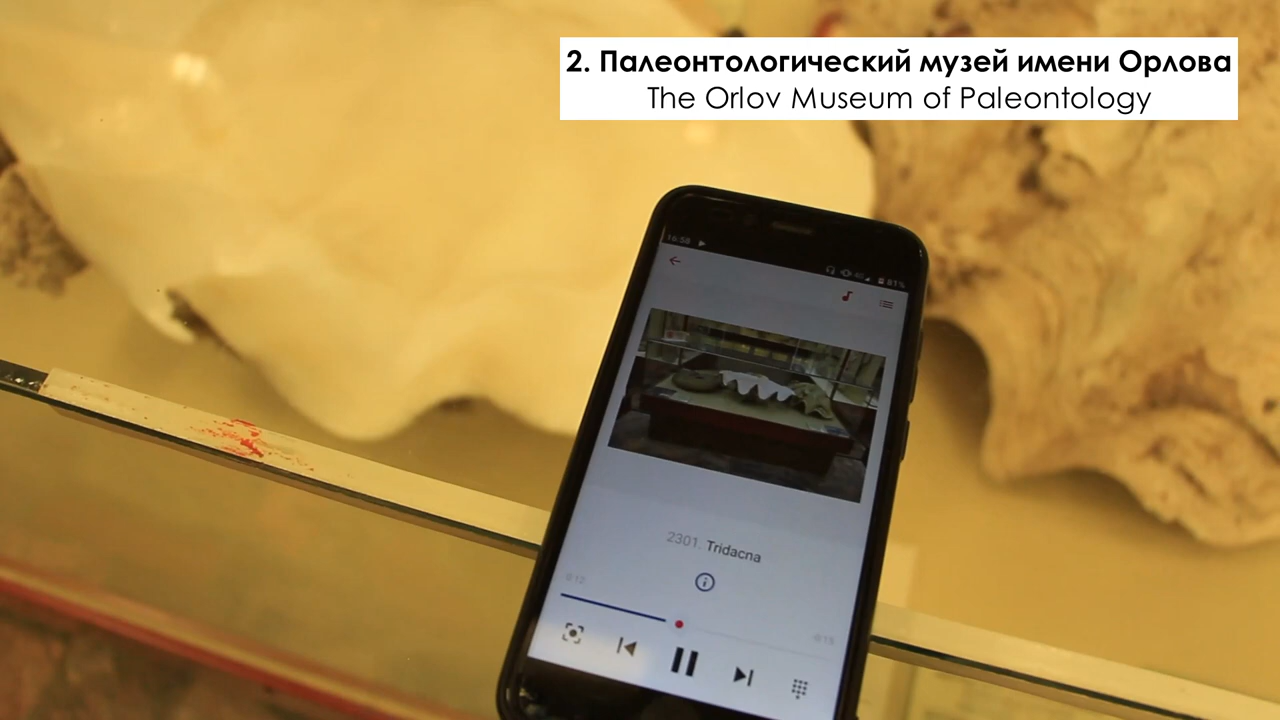 2. Палеонтологический музей имени Орлова
The Orlov Museum of Paleontology
16:58
4G 81%
2301. Tridacna
0:12
-0:15